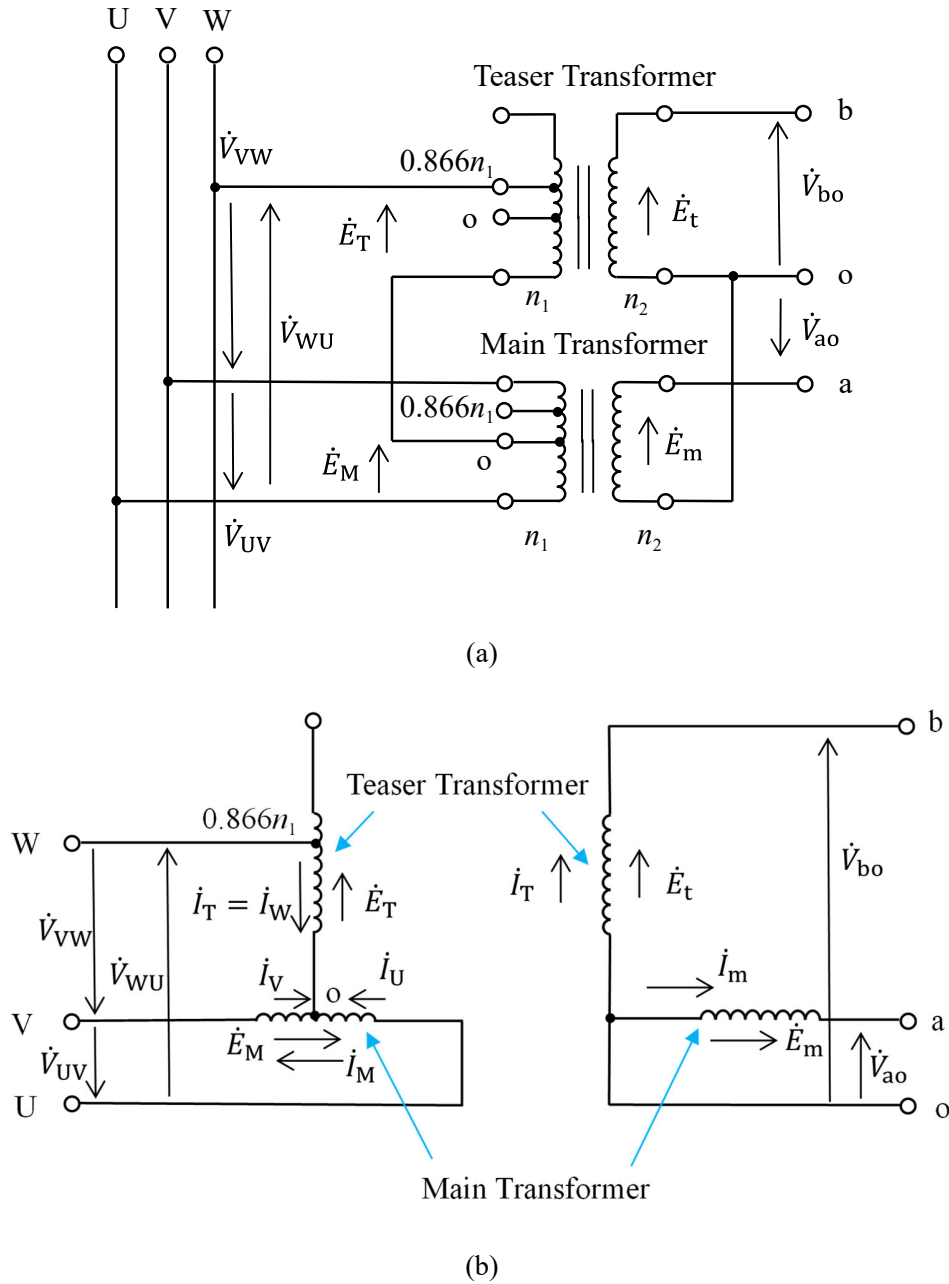 U V W
Teaser Transformer
b
V̇VW
0.866n₁
V̇bo
o
ĖT
Ėt
n₁ n₂
o
V̇WU
Main Transformer
V̇ao
0.866n₁
a
ĖM
o
Ėm
V̇UV
n₁ n₂
(a)
b
Teaser Transformer
0.866n₁
W
İT = İW
ĖT
İT
Ėt
V̇bo
V̇VW
V̇WU
İV
o
İU
İm
V
a
ĖM
Ėm
V̇UV
İM
V̇ao
U
o
Main Transformer
(b)